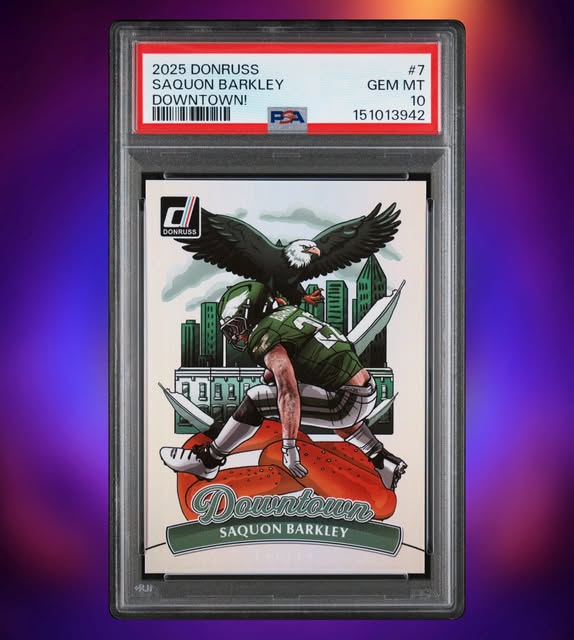 2025 DONRUSS #7
SAQUON BARKLEY GEM MT
DOWNTOWN! 10
PSA 151013942
DONRUSS
Downtown
SAQUON BARKLEY